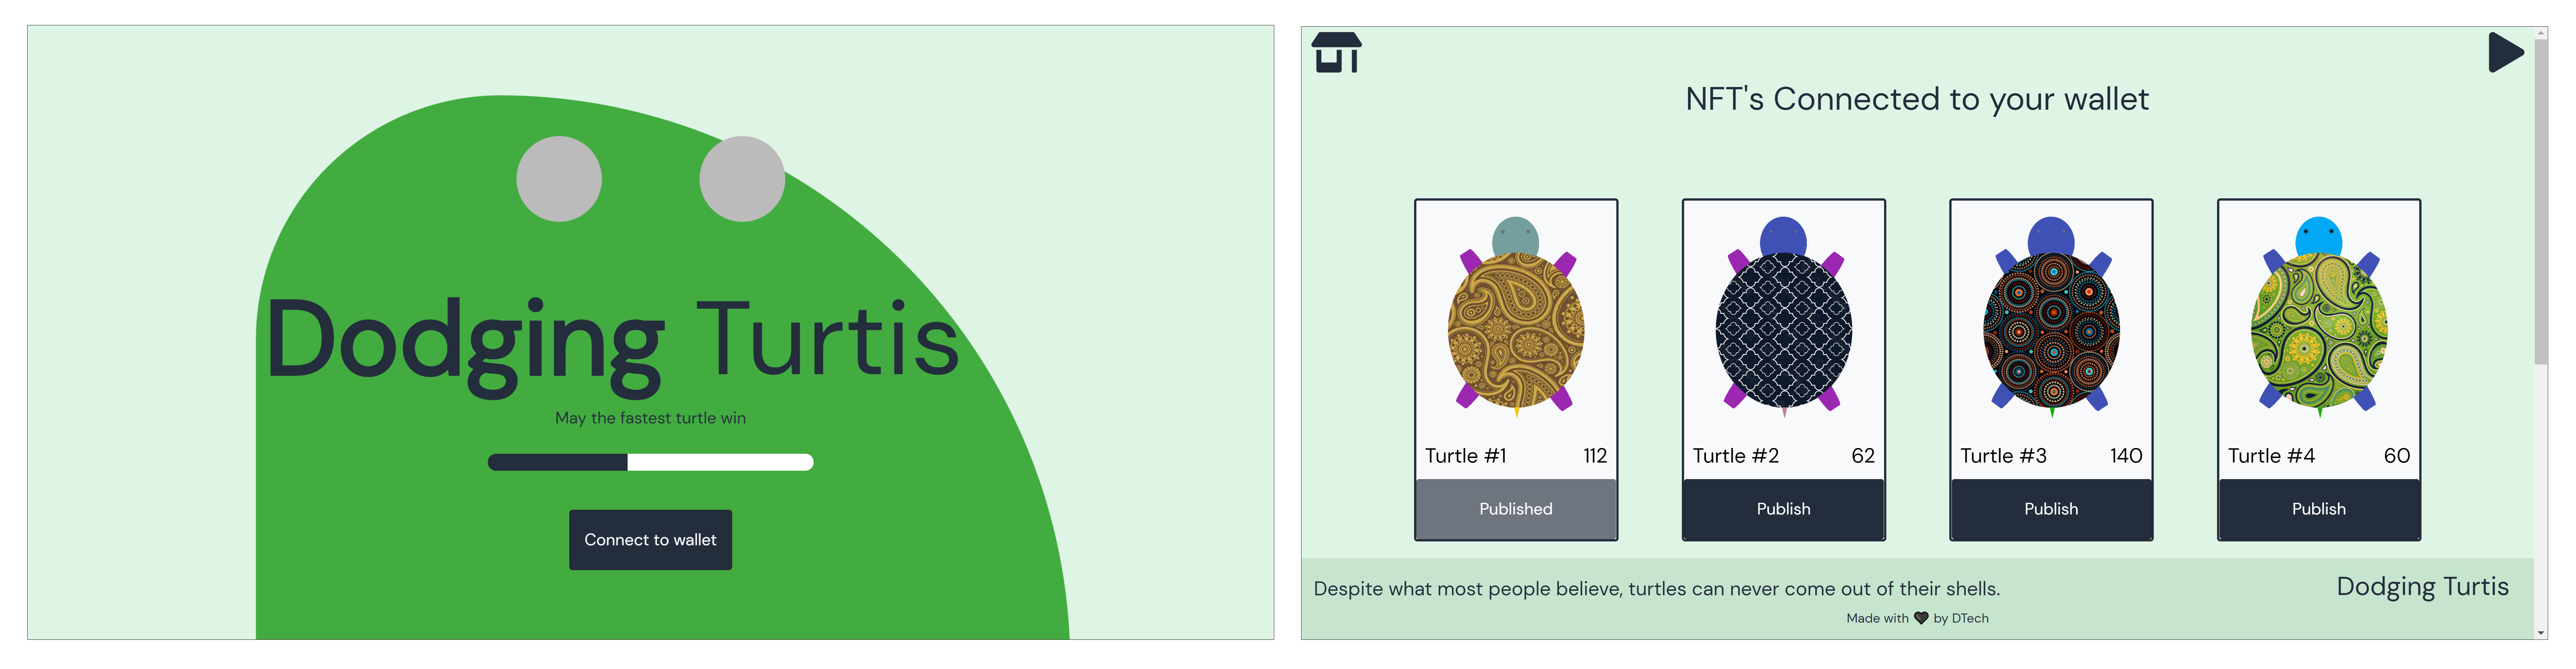 Dodging Turtis
May the fastest turtle win
Connect to wallet
NFT's Connected to your wallet
Turtle #1 112
Published
Turtle #2 62
Publish
Turtle #3 140
Publish
Turtle #4 60
Publish
Despite what most people believe, turtles can never come out of their shells.
Dodging Turtis
Made with 🖤 by DTech